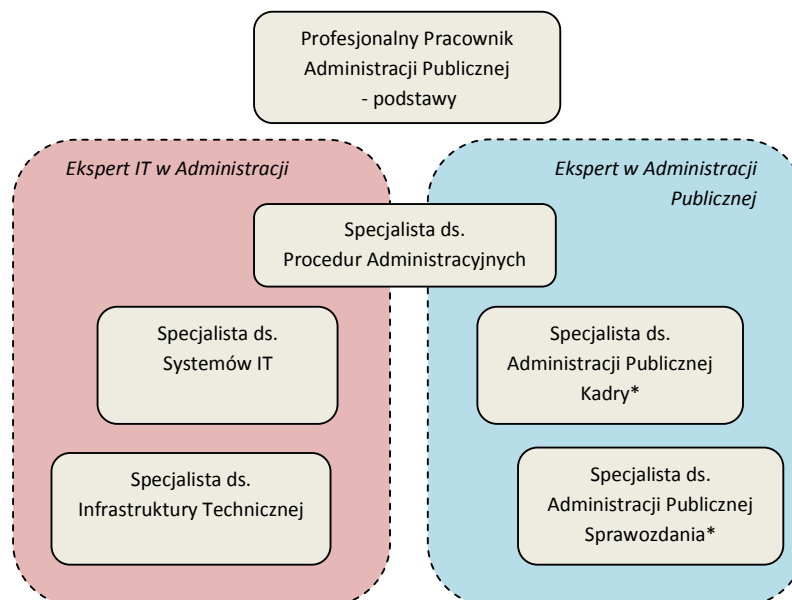 Profesjonalny Pracownik
Administracji Publicznej
- podstawy
Ekspert IT w Administracji
Ekspert w Administracji
Publicznej
Specjalista ds.
Procedur Administracyjnych
Specjalista ds.
Systemów IT
Specjalista ds.
Administracji Publicznej
Kadry*
Specjalista ds.
Infrastruktury Technicznej
Specjalista ds.
Administracji Publicznej
Sprawozdania*